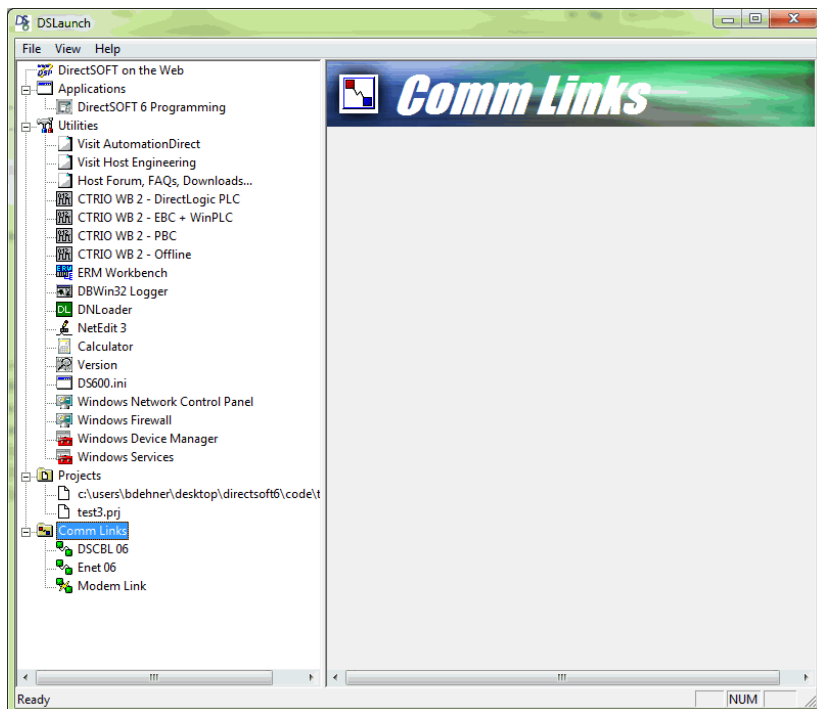 DSLaunch
File View Help
DirectSOFT on the Web
Applications
DirectSOFT 6 Programming
Utilities
Visit AutomationDirect
Visit Host Engineering
Host Forum, FAQs, Downloads...
CTRIO WB 2 - DirectLogic PLC
CTRIO WB 2 - EBC + WinPLC
CTRIO WB 2 - PBC
CTRIO WB 2 - Offline
ERM Workbench
DBWin32 Logger
DL DNLoader
NetEdit 3
Calculator
Version
DS600.ini
Windows Network Control Panel
Windows Firewall
Windows Device Manager
Windows Services
Projects
c:\users\bdehner\desktop\directsoft6\code\t
test3.prj
Comm Links
DSCBL 06
Enet 06
Modem Link
Comm Links
Ready
NUM